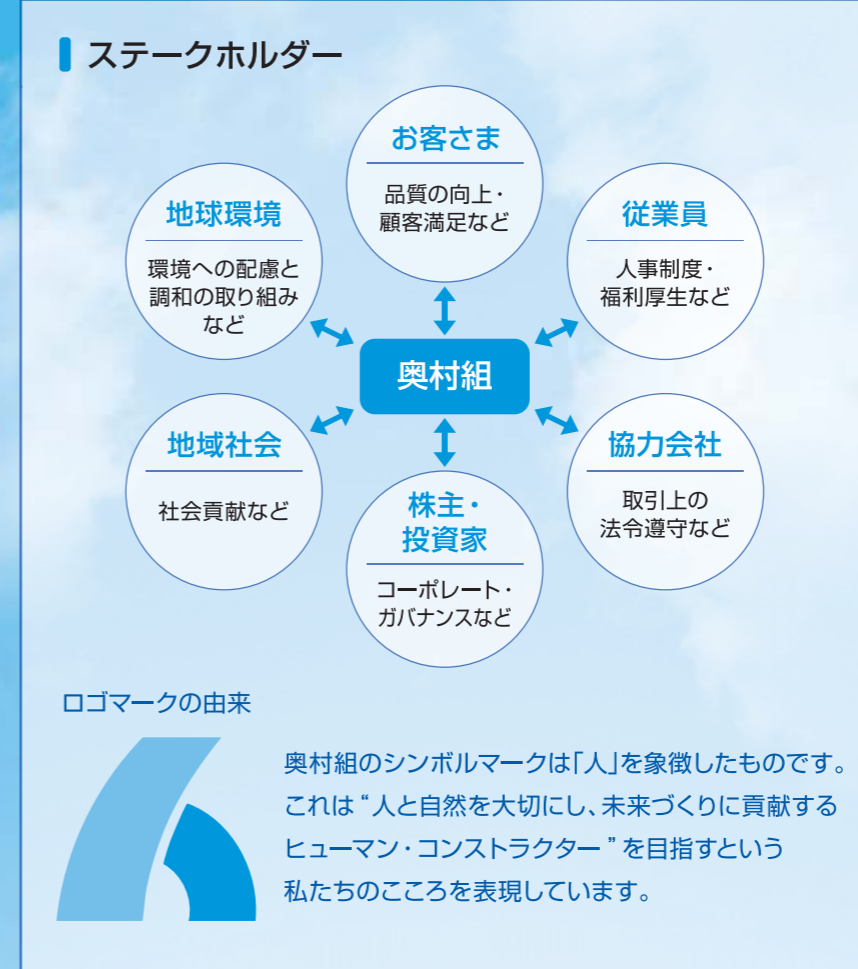 ステークホルダー
お客さま
品質の向上・
顧客満足など
地球環境
環境への配慮と
調和の取り組み
など
従業員
人事制度・
福利厚生など
奥村組
地域社会
社会貢献など
株主・
投資家
コーポレート・
ガバナンスなど
協力会社
取引上の
法令遵守など
ロゴマークの由来
奥村組のシンボルマークは「人」を象徴したものです。
これは“人と自然を大切にし、未来づくりに貢献する
ヒューマン・コンストラクター”を目指すという
私たちのこころを表現しています。